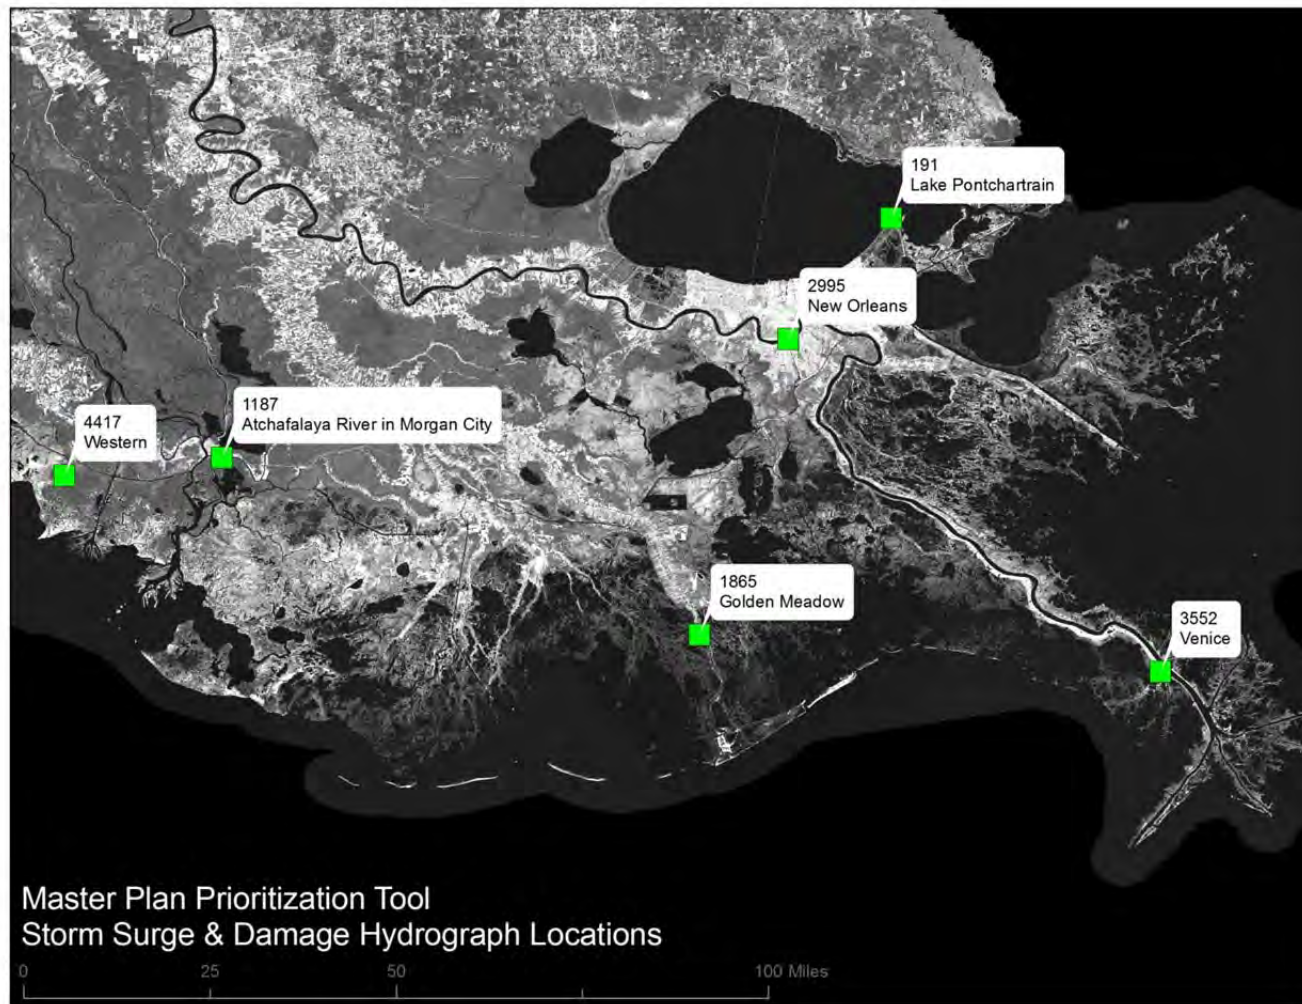 191
Lake Pontchartrain
2995
New Orleans
4417
Western
1187
Atchafalaya River in Morgan City
1865
Golden Meadow
3552
Venice
Master Plan Prioritization Tool
Storm Surge & Damage Hydrograph Locations
0 25 50 100 Miles